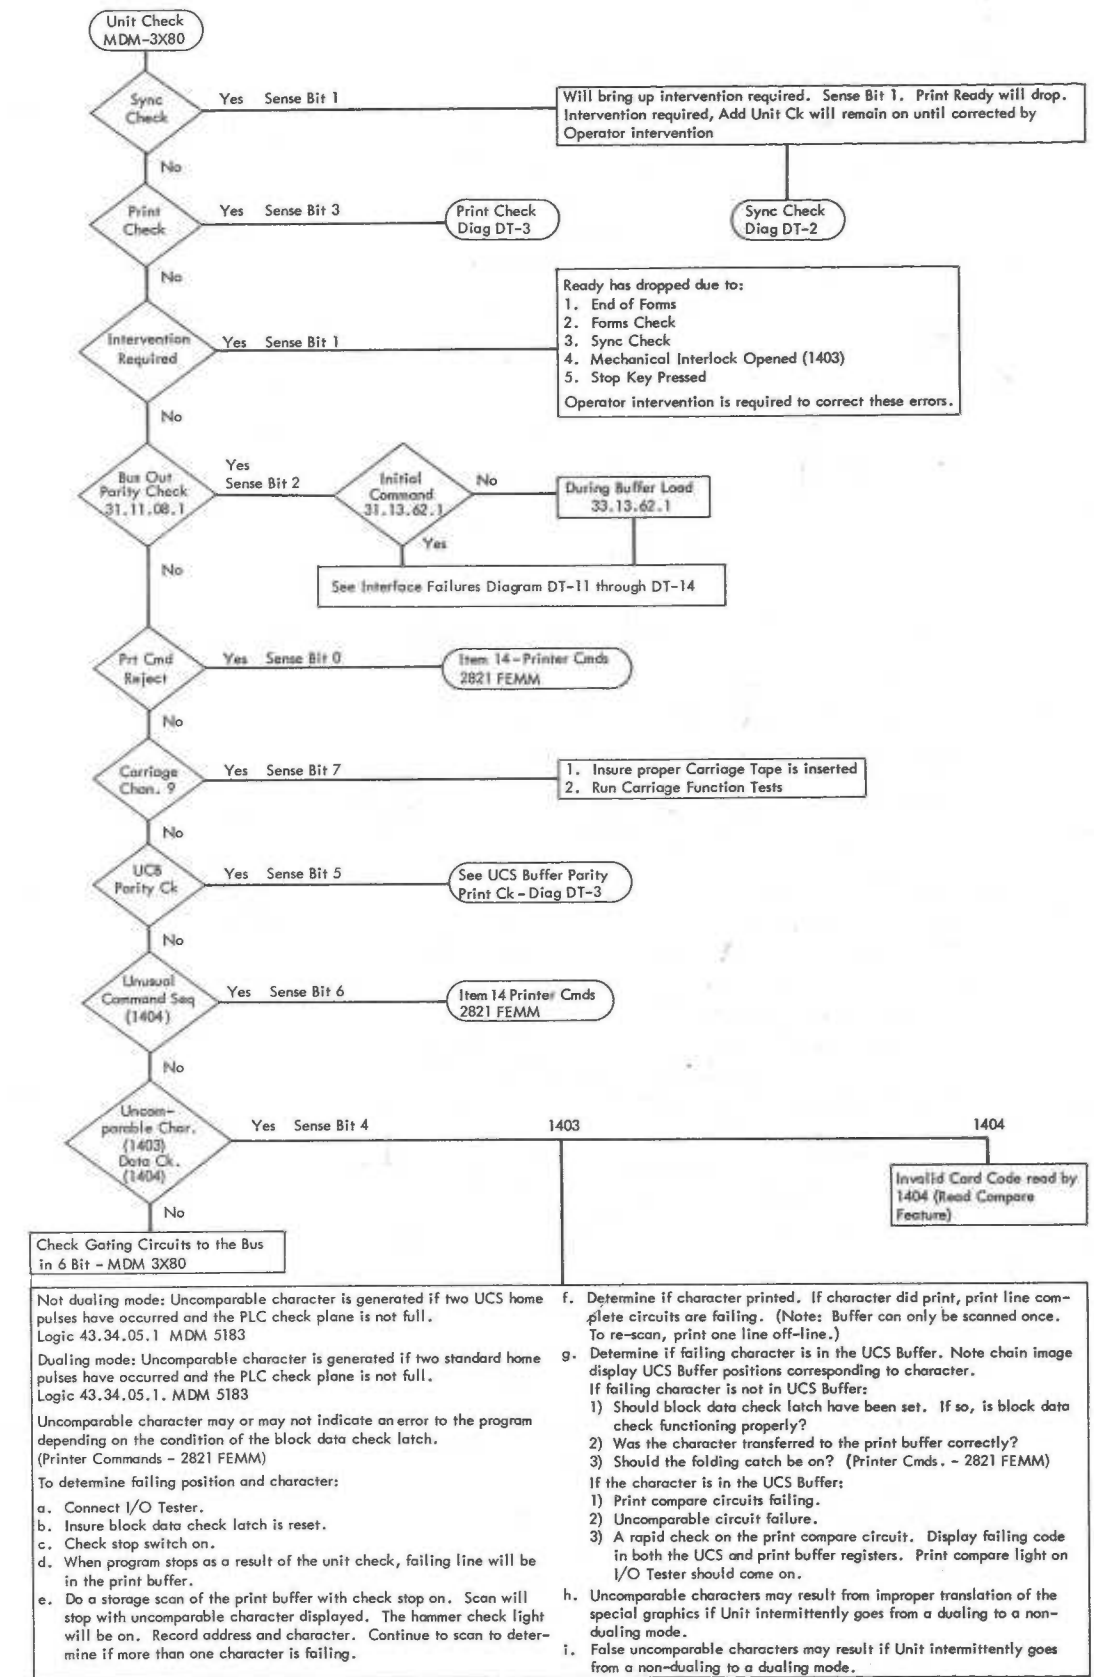 Unit Check
MDM-3X80
Sync
Check
Yes Sense Bit 1
Will bring up intervention required. Sense Bit 1. Print Ready will drop.
Intervention required, Add Unit Ck will remain on until corrected by
Operator intervention
No
Print
Check
Yes Sense Bit 3
Print Check
Diag DT-3
Sync Check
Diag DT-2
No
Intervention
Required
Yes Sense Bit 1
Ready has dropped due to:
1. End of Forms
2. Forms Check
3. Sync Check
4. Mechanical Interlock Opened (1403)
5. Stop Key Pressed
Operator intervention is required to correct these errors.
No
Bus Out
Parity Check
31.11.08.1
Yes
Sense Bit 2
Initial
Command
31.13.62.1
No
During Buffer Load
33.13.62.1
Yes
See Interface Failures Diagram DT-11 through DT-14
No
Prt Cmd
Reject
Yes Sense Bit 0
Item 14-Printer Cmds
2821 FEMM
No
Carriage
Chan. 9
Yes Sense Bit 7
1. Insure proper Carriage Tape is inserted
2. Run Carriage Function Tests
No
UCB
Parity Ck
Yes Sense Bit 5
See UCS Buffer Parity
Print Ck - Diag DT-3
No
Unusual
Command Seq
(1404)
Yes Sense Bit 6
Item 14 Printer Cmds
2821 FEMM
No
Uncom-
parable Char.
(1403)
Data Ck.
(1404)
Yes Sense Bit 4
1403
1404
Invalid Card Code read by
1404 (Read Compare
Feature)
No
Check Gating Circuits to the Bus
in 6 Bit - MDM 3X80
Not dualing mode: Uncomparable character is generated if two UCS home
pulses have occurred and the PLC check plane is not full.
Logic 43.34.05.1 MDM 5183
Dualing mode: Uncomparable character is generated if two standard home
pulses have occurred and the PLC check plane is not full.
Logic 43.34.05.1. MDM 5183
Uncomparable character may or may not indicate an error to the program
depending on the condition of the block data check latch.
(Printer Commands - 2821 FEMM)
To determine failing position and character:
a. Connect I/O Tester.
b. Insure block data check latch is reset.
c. Check stop switch on.
d. When program stops as a result of the unit check, failing line will be
in the print buffer.
e. Do a storage scan of the print buffer with check stop on. Scan will
stop with uncomparable character displayed. The hammer check light
will be on. Record address and character. Continue to scan to deter-
mine if more than one character is failing.
f. Determine if character printed. If character did print, print line com-
plete circuits are failing. (Note: Buffer can only be scanned once.
To re-scan, print one line off-line.)
g. Determine if failing character is in the UCS Buffer. Note chain image
display UCS Buffer positions corresponding to character.
If failing character is not in UCS Buffer:
1) Should block data check latch have been set. If so, is block data
check functioning properly?
2) Was the character transferred to the print buffer correctly?
3) Should the folding catch be on? (Printer Cmds. - 2821 FEMM)
If the character is in the UCS Buffer:
1) Print compare circuits failing.
2) Uncomparable circuit failure.
3) A rapid check on the print compare circuit. Display failing code
in both the UCS and print buffer registers. Print compare light on
I/O Tester should come on.
h. Uncomparable characters may result from improper translation of the
special graphics if Unit intermittently goes from a dualing to a non-
dualing mode.
i. False uncomparable characters may result if Unit intermittently goes
from a non-dualing to a dualing mode.